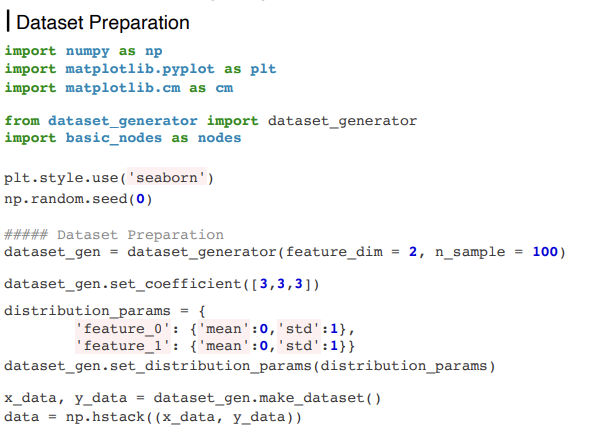 Dataset Preparation
import numpy as np
import matplotlib.pyplot as plt
import matplotlib.cm as cm
from dataset_generator import dataset_generator
import basic_nodes as nodes
plt.style.use('seaborn')
np.random.seed(0)
##### Dataset Preparation
dataset_gen = dataset_generator(feature_dim = 2, n_sample = 100)
dataset_gen.set_coefficient([3,3,3])
distribution_params = {
'feature_0': {'mean':0,'std':1},
'feature_1': {'mean':0,'std':1}}
dataset_gen.set_distribution_params(distribution_params)
x_data, y_data = dataset_gen.make_dataset()
data = np.hstack((x_data, y_data))